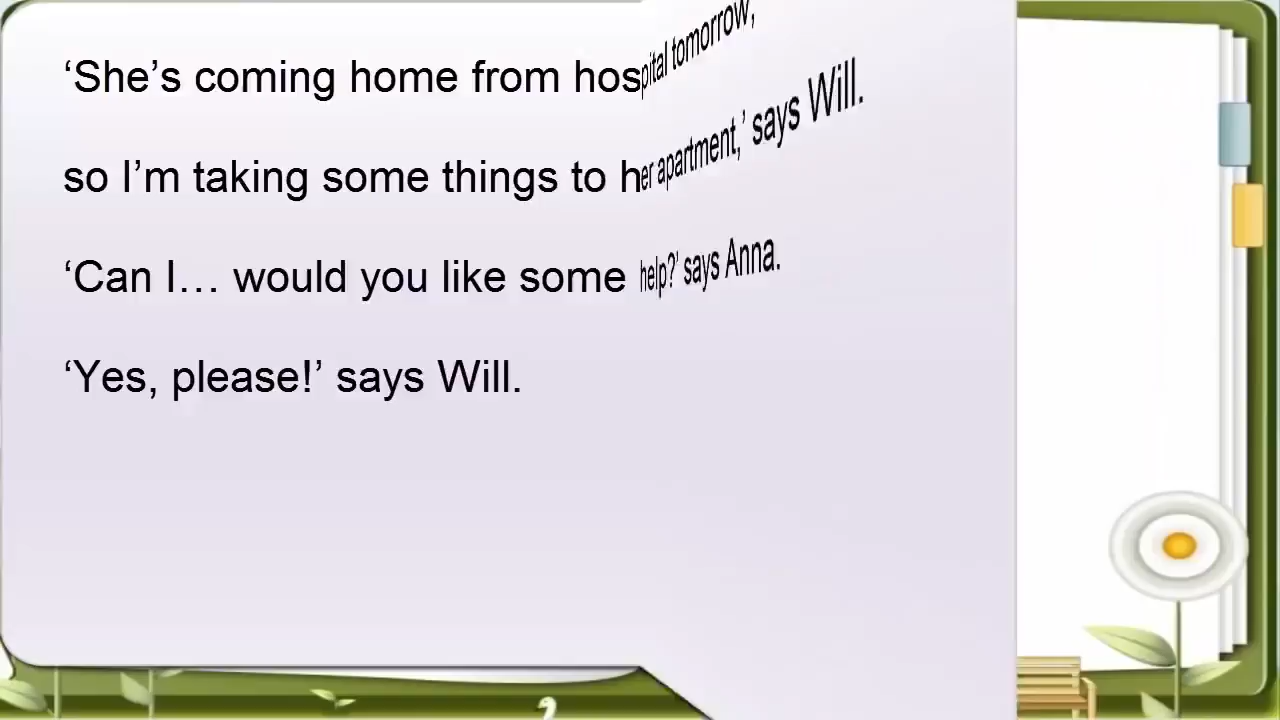 ‘She’s coming home from hospital tomorrow,
so I’m taking some things to her apartment,’ says Will.
‘Can I… would you like some help?’ says Anna.
‘Yes, please!’ says Will.